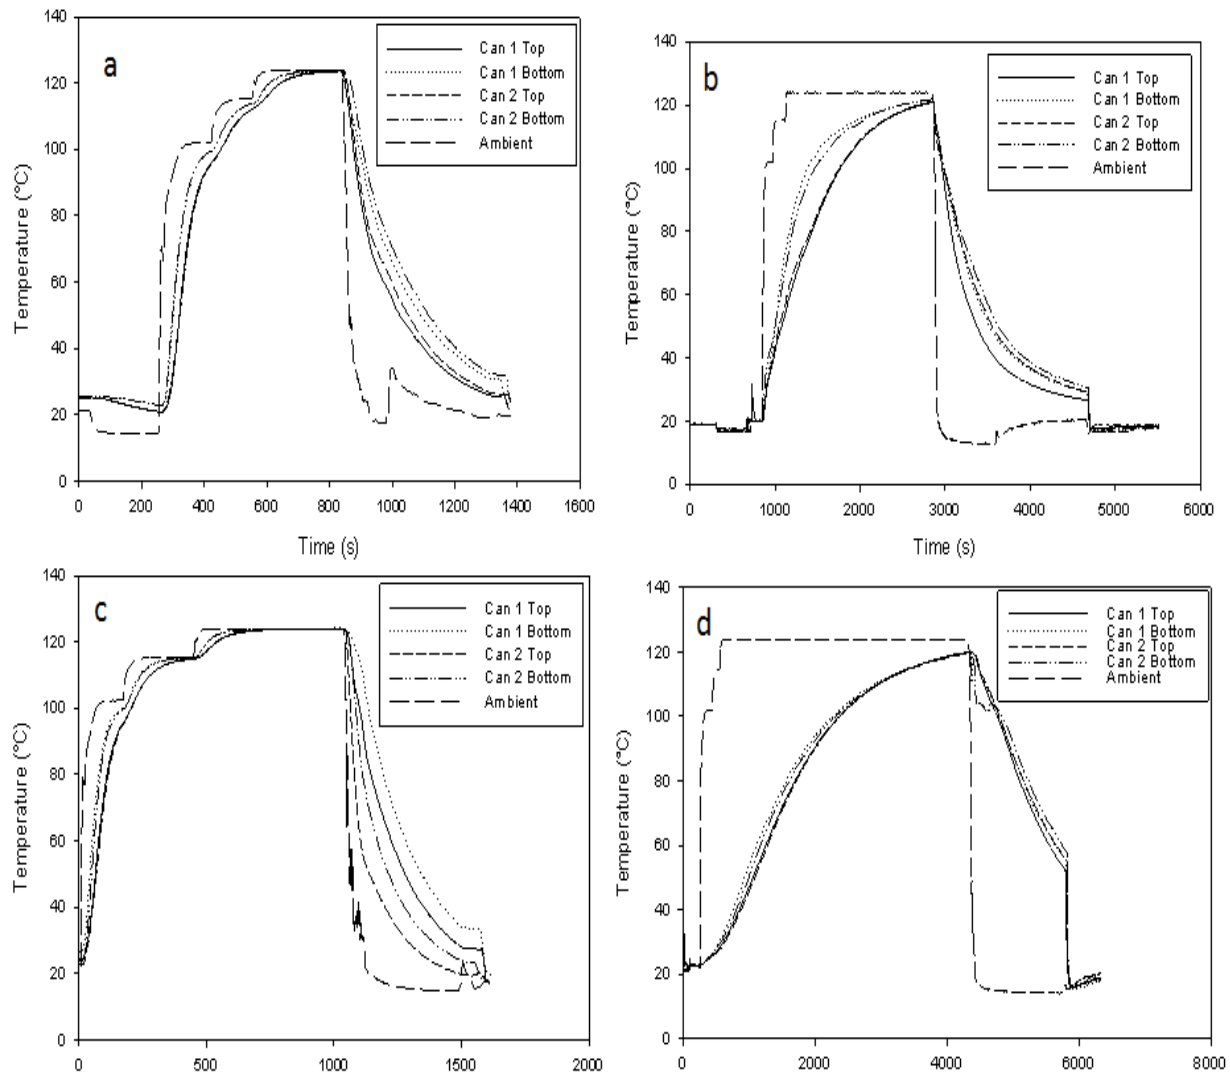 a
140
120
100
80
60
40
20
0
Temperature (°C)
Can 1 Top
Can 1 Bottom
Can 2 Top
Can 2 Bottom
Ambient
0 200 400 600 800 1000 1200 1400 1600
Time (s)
b
140
120
100
80
60
40
20
0
Temperature (°C)
Can 1 Top
Can 1 Bottom
Can 2 Top
Can 2 Bottom
Ambient
0 1000 2000 3000 4000 5000 6000
Time (s)
c
140
120
100
80
60
40
20
0
Temperature (°C)
Can 1 Top
Can 1 Bottom
Can 2 Top
Can 2 Bottom
Ambient
0 500 1000 1500 2000
d
140
120
100
80
60
40
20
0
Temperature (°C)
Can 1 Top
Can 1 Bottom
Can 2 Top
Can 2 Bottom
Ambient
0 2000 4000 6000 8000